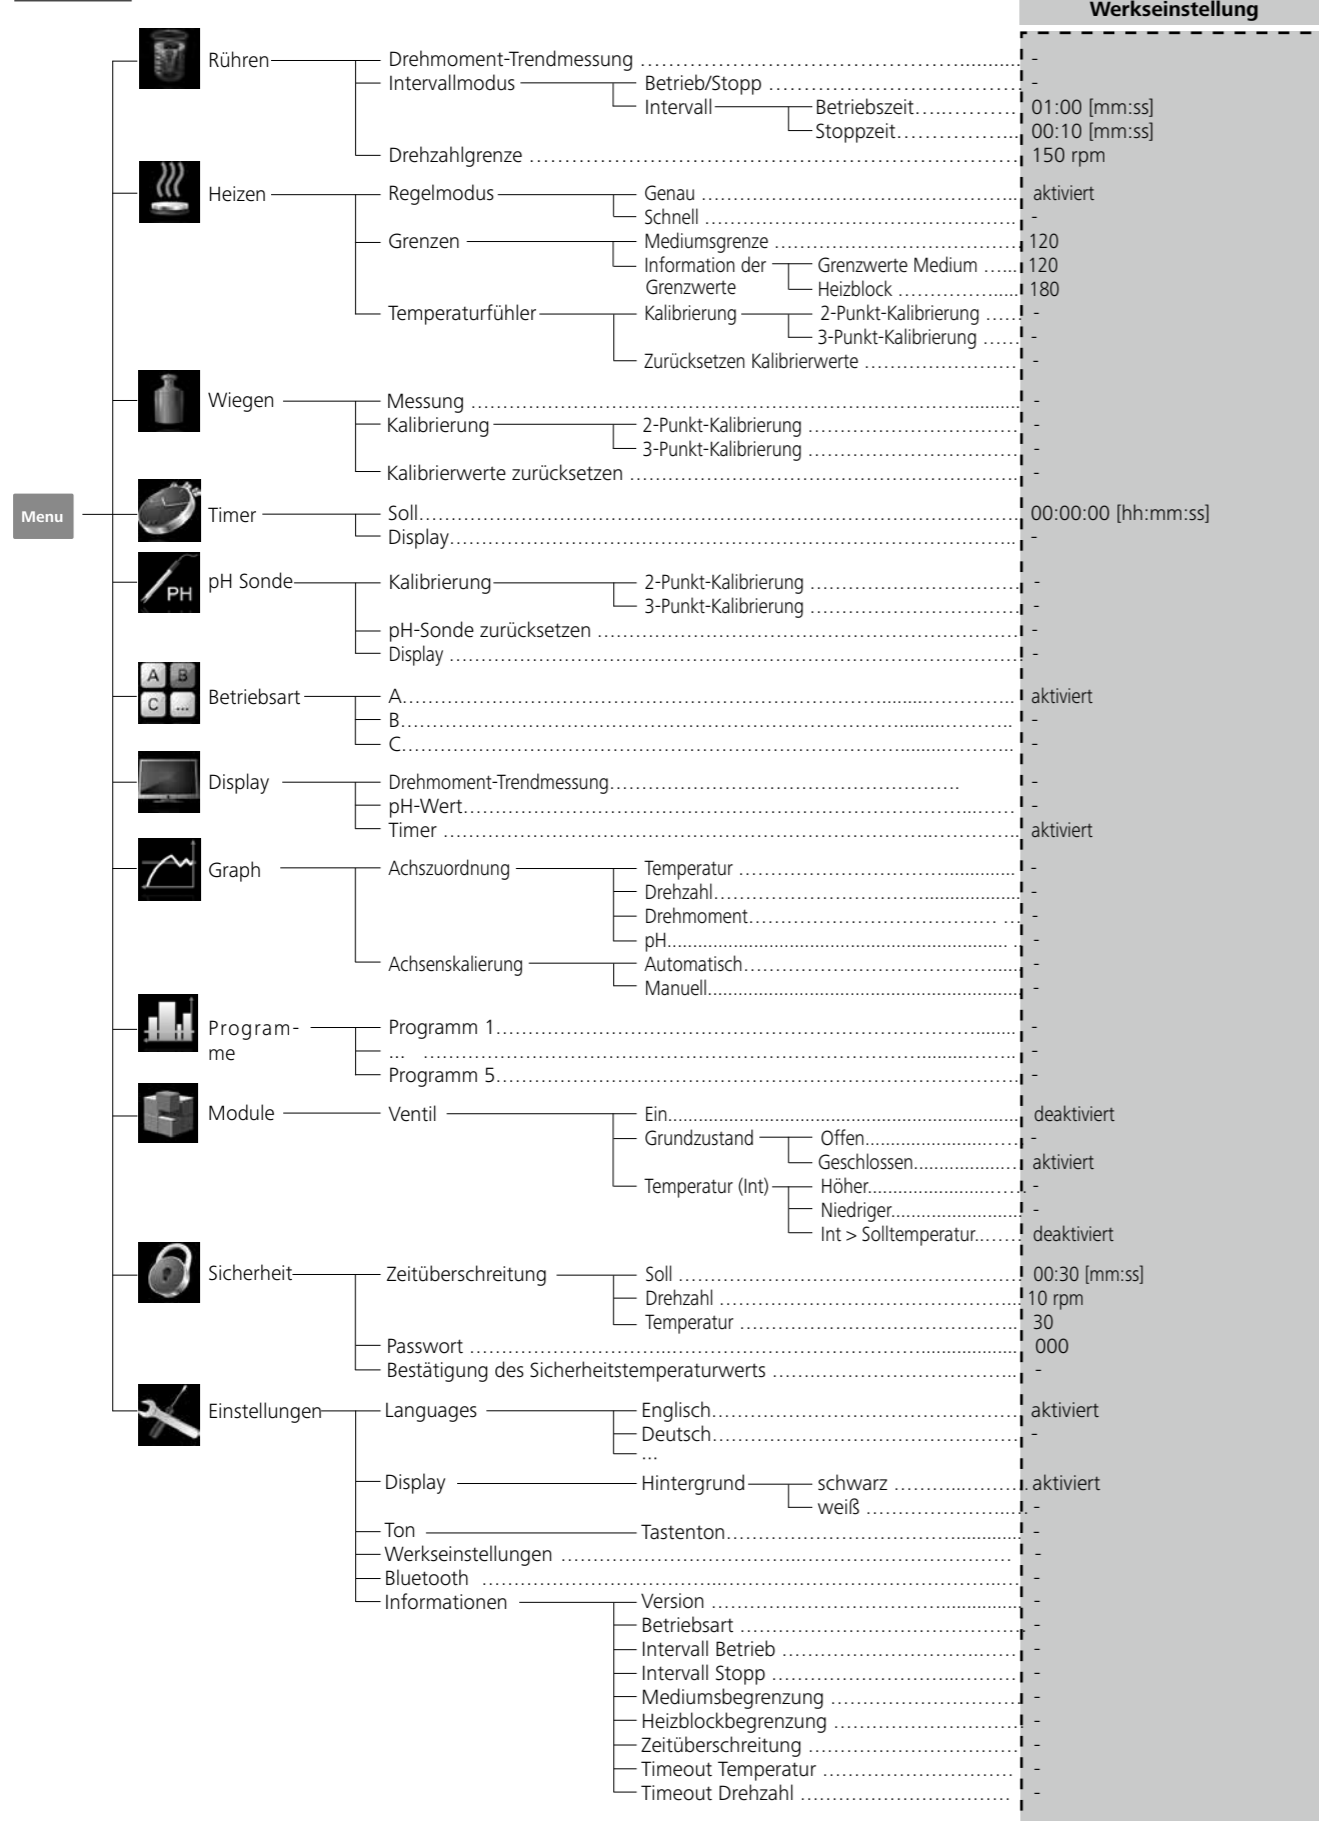 Werkseinstellung
Rühren
Drehmoment-Trendmessung -
Intervallmodus Betrieb/Stopp -
Intervall Betriebszeit 01:00 [mm:ss]
Stoppzeit 00:10 [mm:ss]
Drehzahlgrenze 150 rpm
Heizen Regelmodus Genau aktiviert
Schnell -
Grenzen Mediumsgrenze 120
Information der Grenzwerte Medium 120
Grenzwerte Heizblock 180
Temperaturfühler Kalibrierung 2-Punkt-Kalibrierung -
3-Punkt-Kalibrierung -
Zurücksetzen Kalibrierwerte -
Wiegen Messung -
Kalibrierung 2-Punkt-Kalibrierung -
3-Punkt-Kalibrierung -
Kalibrierwerte zurücksetzen -
Menu
Timer Soll 00:00:00 [hh:mm:ss]
Display -
PH
pH Sonde Kalibrierung 2-Punkt-Kalibrierung -
3-Punkt-Kalibrierung -
pH-Sonde zurücksetzen -
Display -
A B
C ...
Betriebsart A aktiviert
B -
C -
Display Drehmoment-Trendmessung -
pH-Wert -
Timer aktiviert
Graph Achszuordnung Temperatur -
Drehzahl -
Drehmoment -
pH -
Achsenskalierung Automatisch -
Manuell -
Program- Programm 1 -
me
... -
Programm 5 -
Module Ventil Ein deaktiviert
Grundzustand Offen -
Geschlossen aktiviert
Temperatur (Int) Höher -
Niedriger -
Int > Solltemperatur deaktiviert
Sicherheit Zeitüberschreitung Soll 00:30 [mm:ss]
Drehzahl 10 rpm
Temperatur 30
Passwort 000
Bestätigung des Sicherheitstemperaturwerts -
Einstellungen Languages Englisch aktiviert
Deutsch -
...
Display Hintergrund schwarz aktiviert
weiß -
Ton Tastenton -
Werkseinstellungen -
Bluetooth -
Informationen Version -
Betriebsart -
Intervall Betrieb -
Intervall Stopp -
Mediumsbegrenzung -
Heizblockbegrenzung -
Zeitüberschreitung -
Timeout Temperatur -
Timeout Drehzahl -